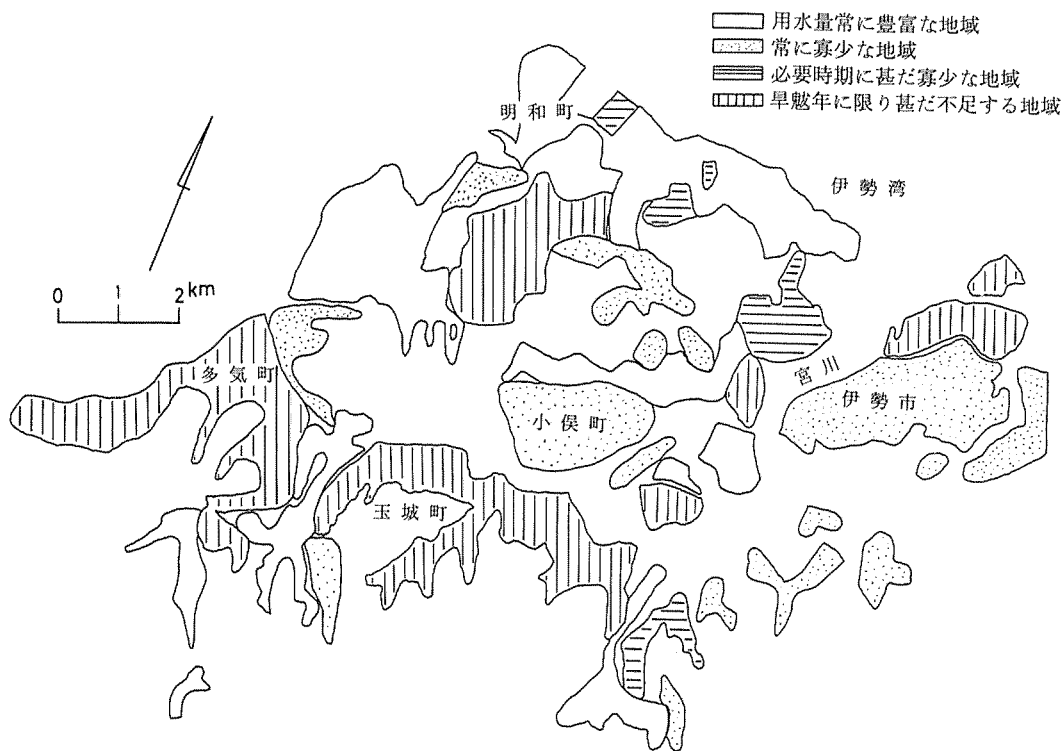 用水量常に豊富な地域
常に寡少な地域
必要時期に甚だ寡少な地域
旱魃年に限り甚だ不足する地域
明和町
伊勢湾
0 1 2 km
多気町
宮川
伊勢市
小俣町
玉城町